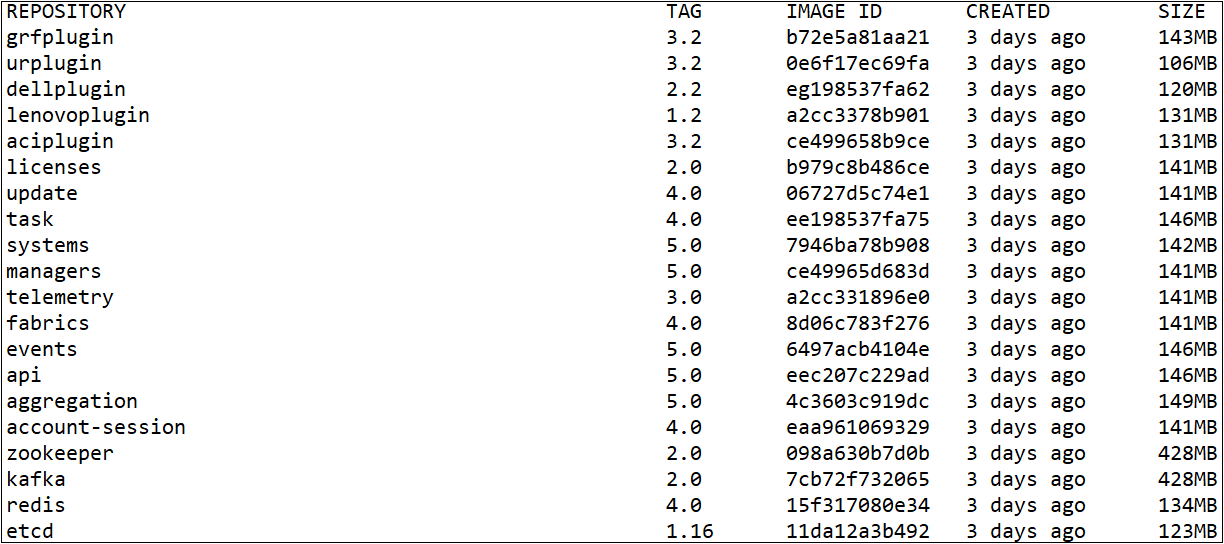 REPOSITORY TAG IMAGE ID CREATED SIZE
grfplugin 3.2 b72e5a81aa21 3 days ago 143MB
urplugin 3.2 0e6f17ec69fa 3 days ago 106MB
dellplugin 2.2 eg198537fa62 3 days ago 120MB
lenovoplugin 1.2 a2cc3378b901 3 days ago 131MB
aciplugin 3.2 ce499658b9ce 3 days ago 131MB
licenses 2.0 b979c8b486ce 3 days ago 141MB
update 4.0 06727d5c74e1 3 days ago 141MB
task 4.0 ee198537fa75 3 days ago 146MB
systems 5.0 7946ba78b908 3 days ago 142MB
managers 5.0 ce49965d683d 3 days ago 141MB
telemetry 3.0 a2cc331896e0 3 days ago 141MB
fabrics 4.0 8d06c783f276 3 days ago 141MB
events 5.0 6497acb4104e 3 days ago 146MB
api 5.0 eec207c229ad 3 days ago 146MB
aggregation 5.0 4c3603c919dc 3 days ago 149MB
account-session 4.0 eaa961069329 3 days ago 141MB
zookeeper 2.0 098a630b7d0b 3 days ago 428MB
kafka 2.0 7cb72f732065 3 days ago 428MB
redis 4.0 15f317080e34 3 days ago 134MB
etcd 1.16 11da12a3b492 3 days ago 123MB